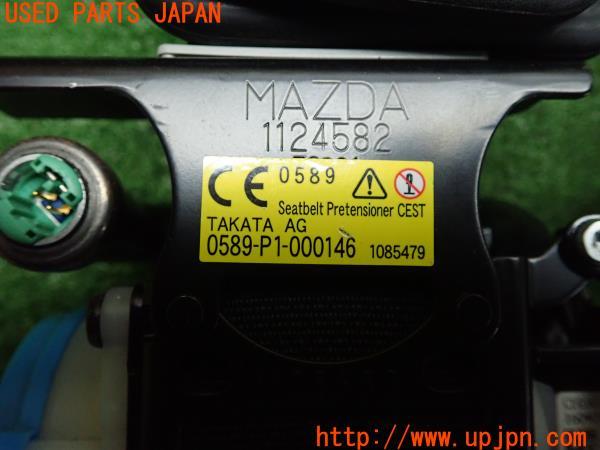 USED PARTS JAPAN
MAZDA
1124582
CE 0589
Seatbelt Pretensioner CEST
TAKATA AG
0589-P1-000146 1085479
http://www.upjpn.com/